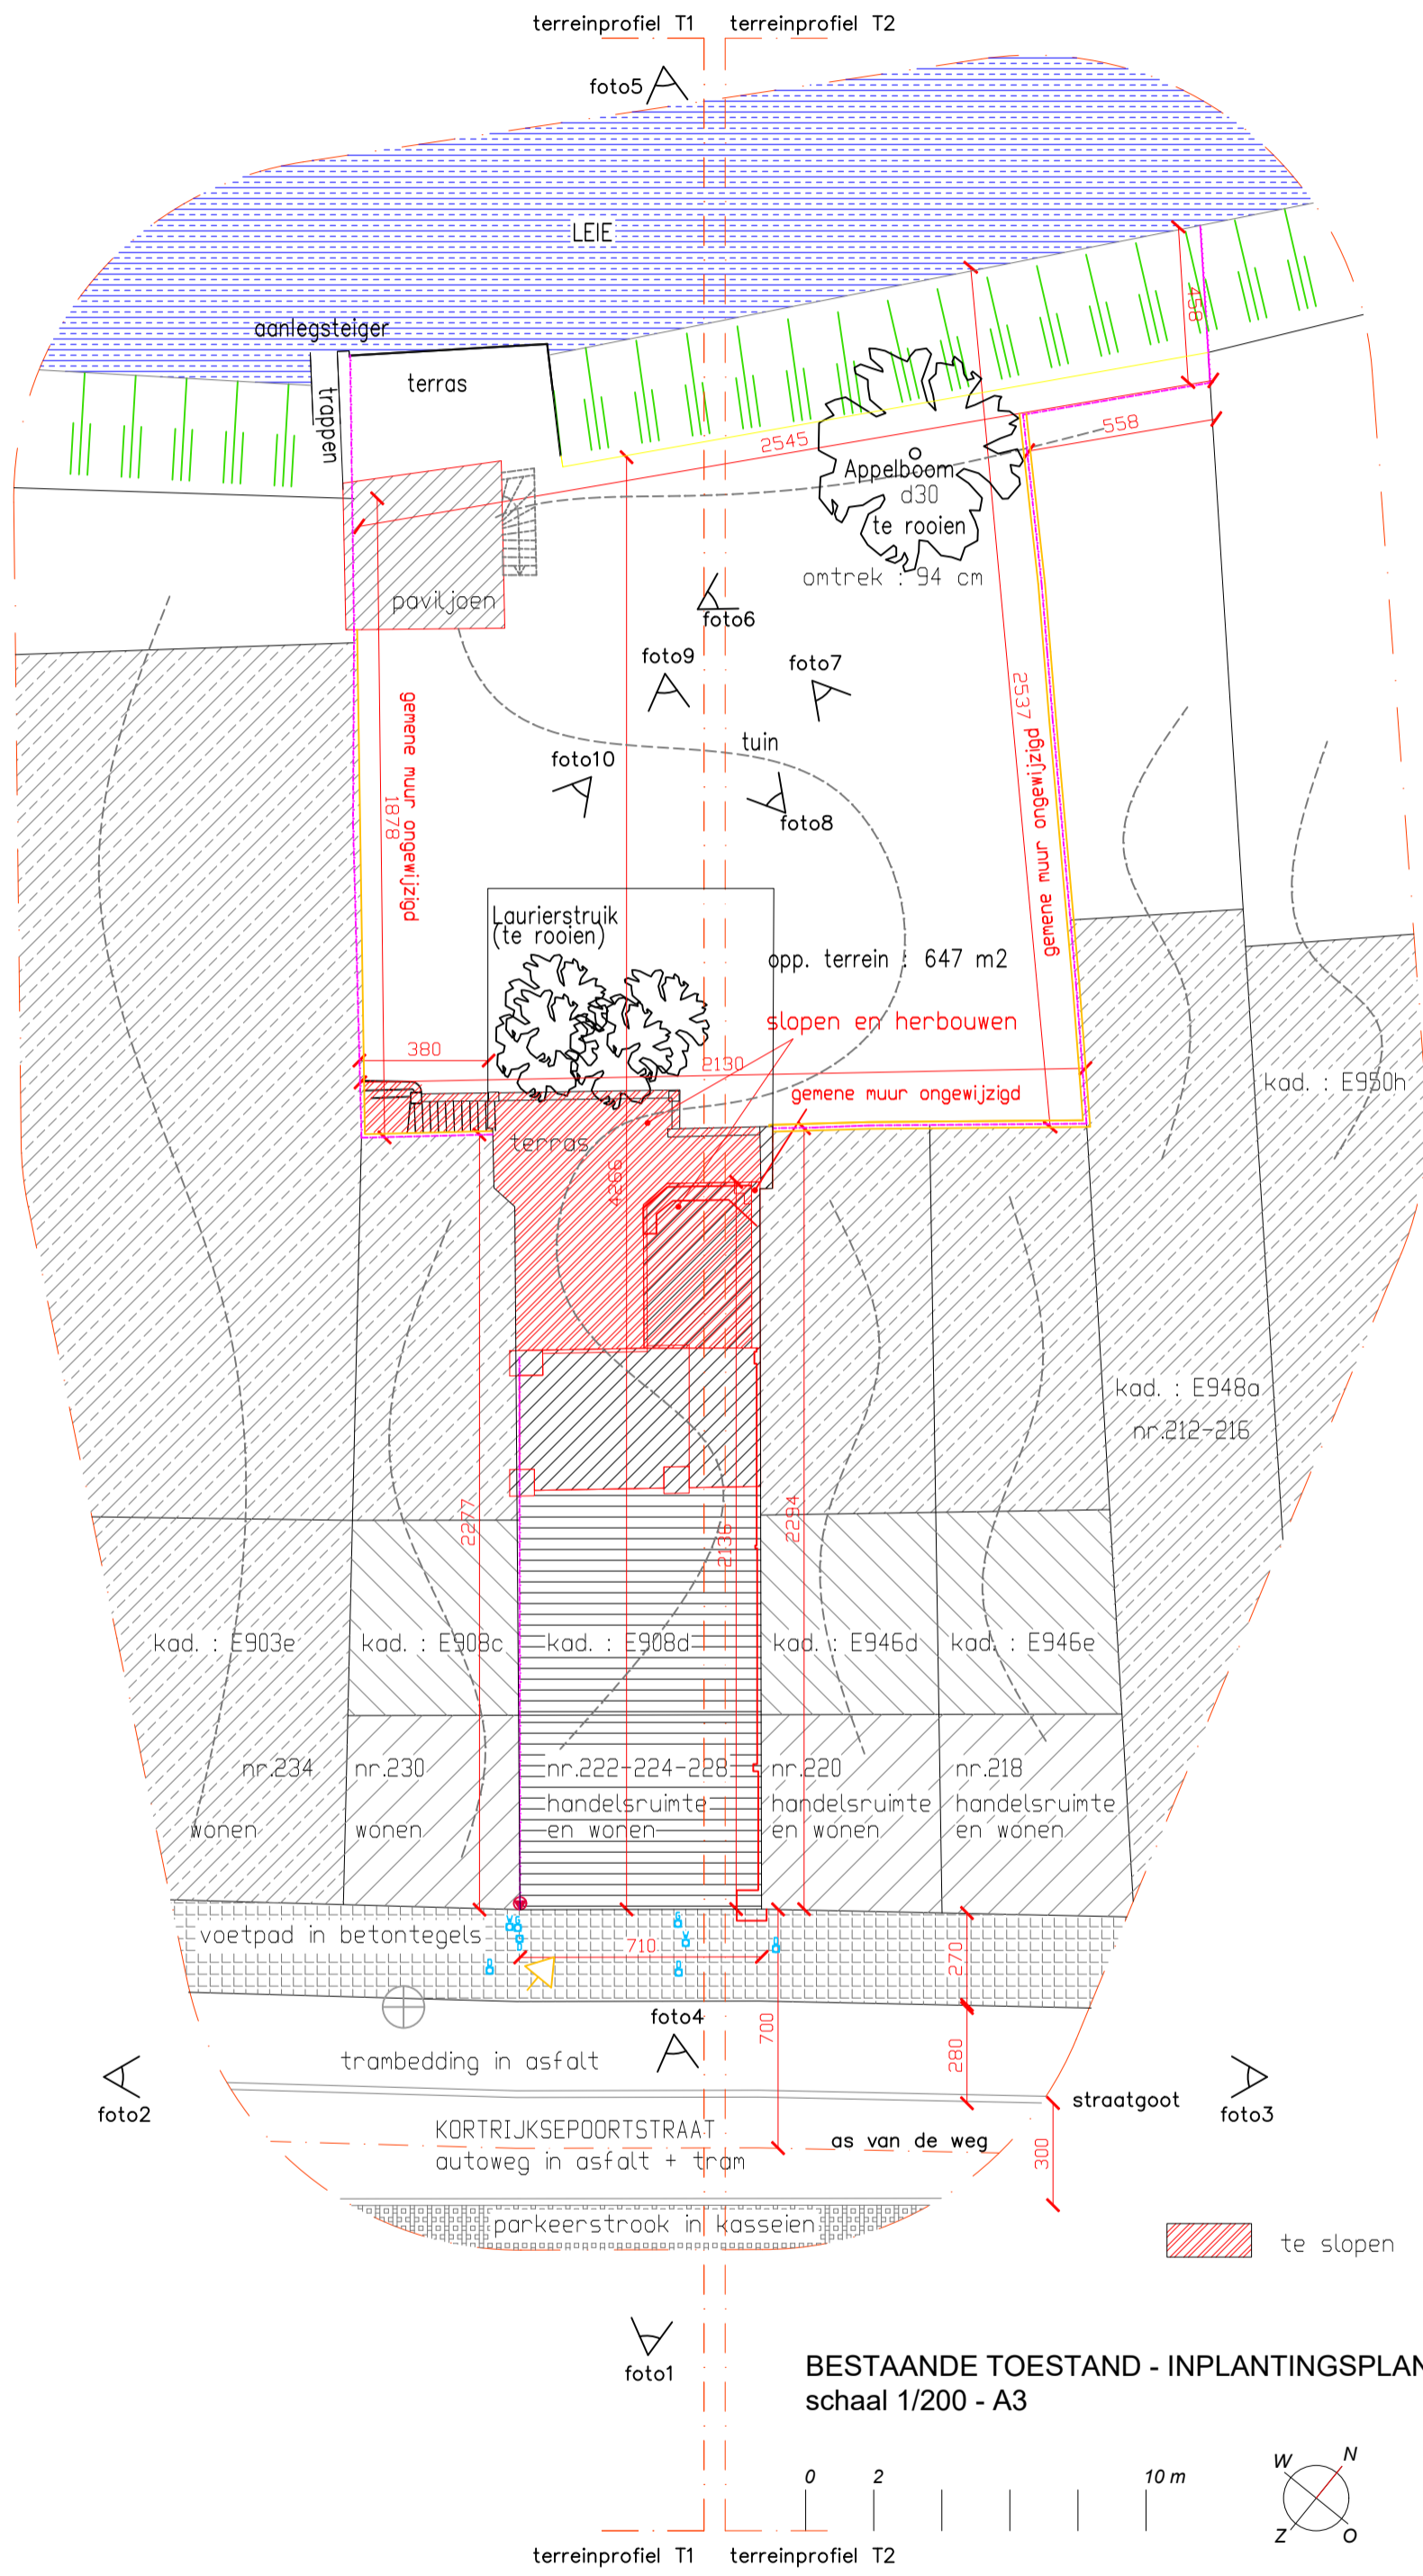 terreinprofiel T1
terreinprofiel T2
foto5
LEIE
458
aanlegsteiger
terras
trappen
2545
558
Appelboom
d30
te rooien
omtrek : 94 cm
paviljoen
foto6
foto9
foto7
gemene muur ongewijzigd
1878
2537
gemene muur ongewijzigd
tuin
foto10
foto8
Laurierstruik
(te rooien)
opp. terrein : 647 m2
slopen en herbouwen
380
2130
gemene muur ongewijzigd
kad. : E950h
terras
4266
kad. : E948a
nr.212-216
2277
2136
2294
kad. : E903e
kad. : E908c
kad. : E908d
kad. : E946d
kad. : E946e
nr.234
wonen
nr.230
wonen
nr.222-224-228
handelsruimte
en wonen
nr.220
handelsruimte
en wonen
nr.218
handelsruimte
en wonen
voetpad in betontegels
710
270
foto4
700
280
trambedding in asfalt
foto2
straatgoot
foto3
KORTRIJKSEPOORTSTRAAT
as van de weg
autoweg in asfalt + tram
300
parkeerstrook in kasseien
te slopen
foto1
BESTAANDE TOESTAND - INPLANTINGSPLAN
schaal 1/200 - A3
0 2 10 m
W N
Z O
terreinprofiel T1
terreinprofiel T2